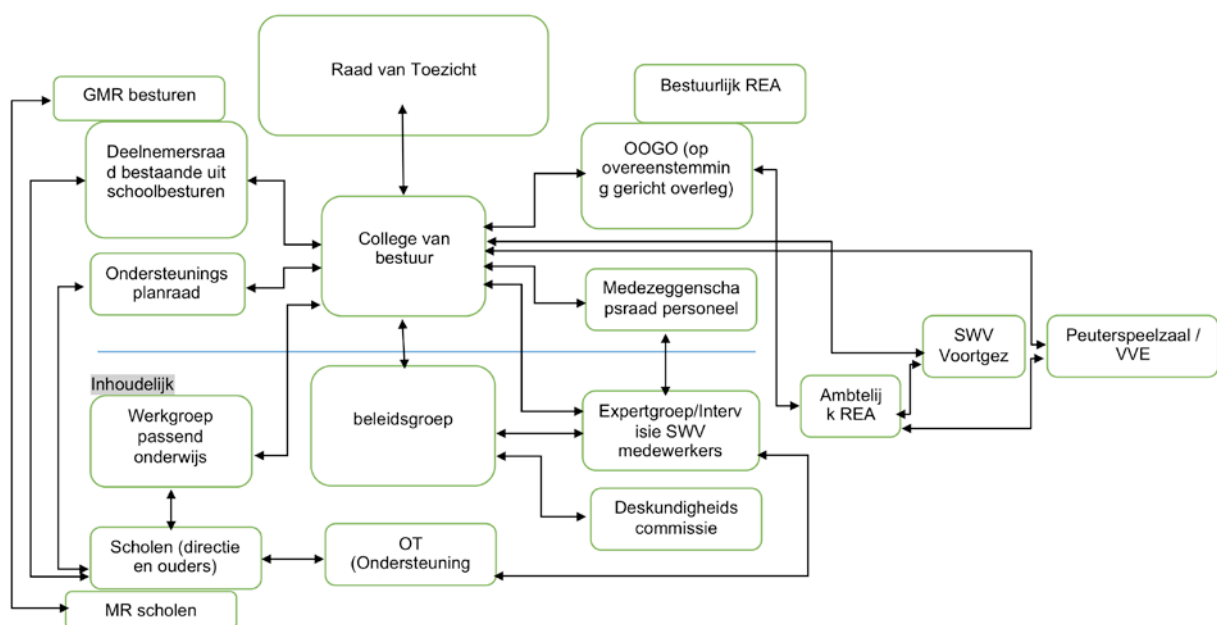 Raad van Toezicht
GMR besturen
Bestuurlijk REA
Deelnemersraa
d bestaande uit
schoolbesturen
OOGO (op
overeenstemmin
g gericht overleg)
College van
bestuur
Ondersteunings
planraad
Medezeggenscha
psraad personeel
SWV
Voortgez
Peuterspeelzaal /
VVE
Inhoudelijk
Werkgroep
passend
onderwijs
beleidsgroep
Expertgroep/Interv
isie SWV
medewerkers
Ambtelij
k REA
Deskundigheids
commissie
Scholen (directie
en ouders)
OT
(Ondersteuning
MR scholen